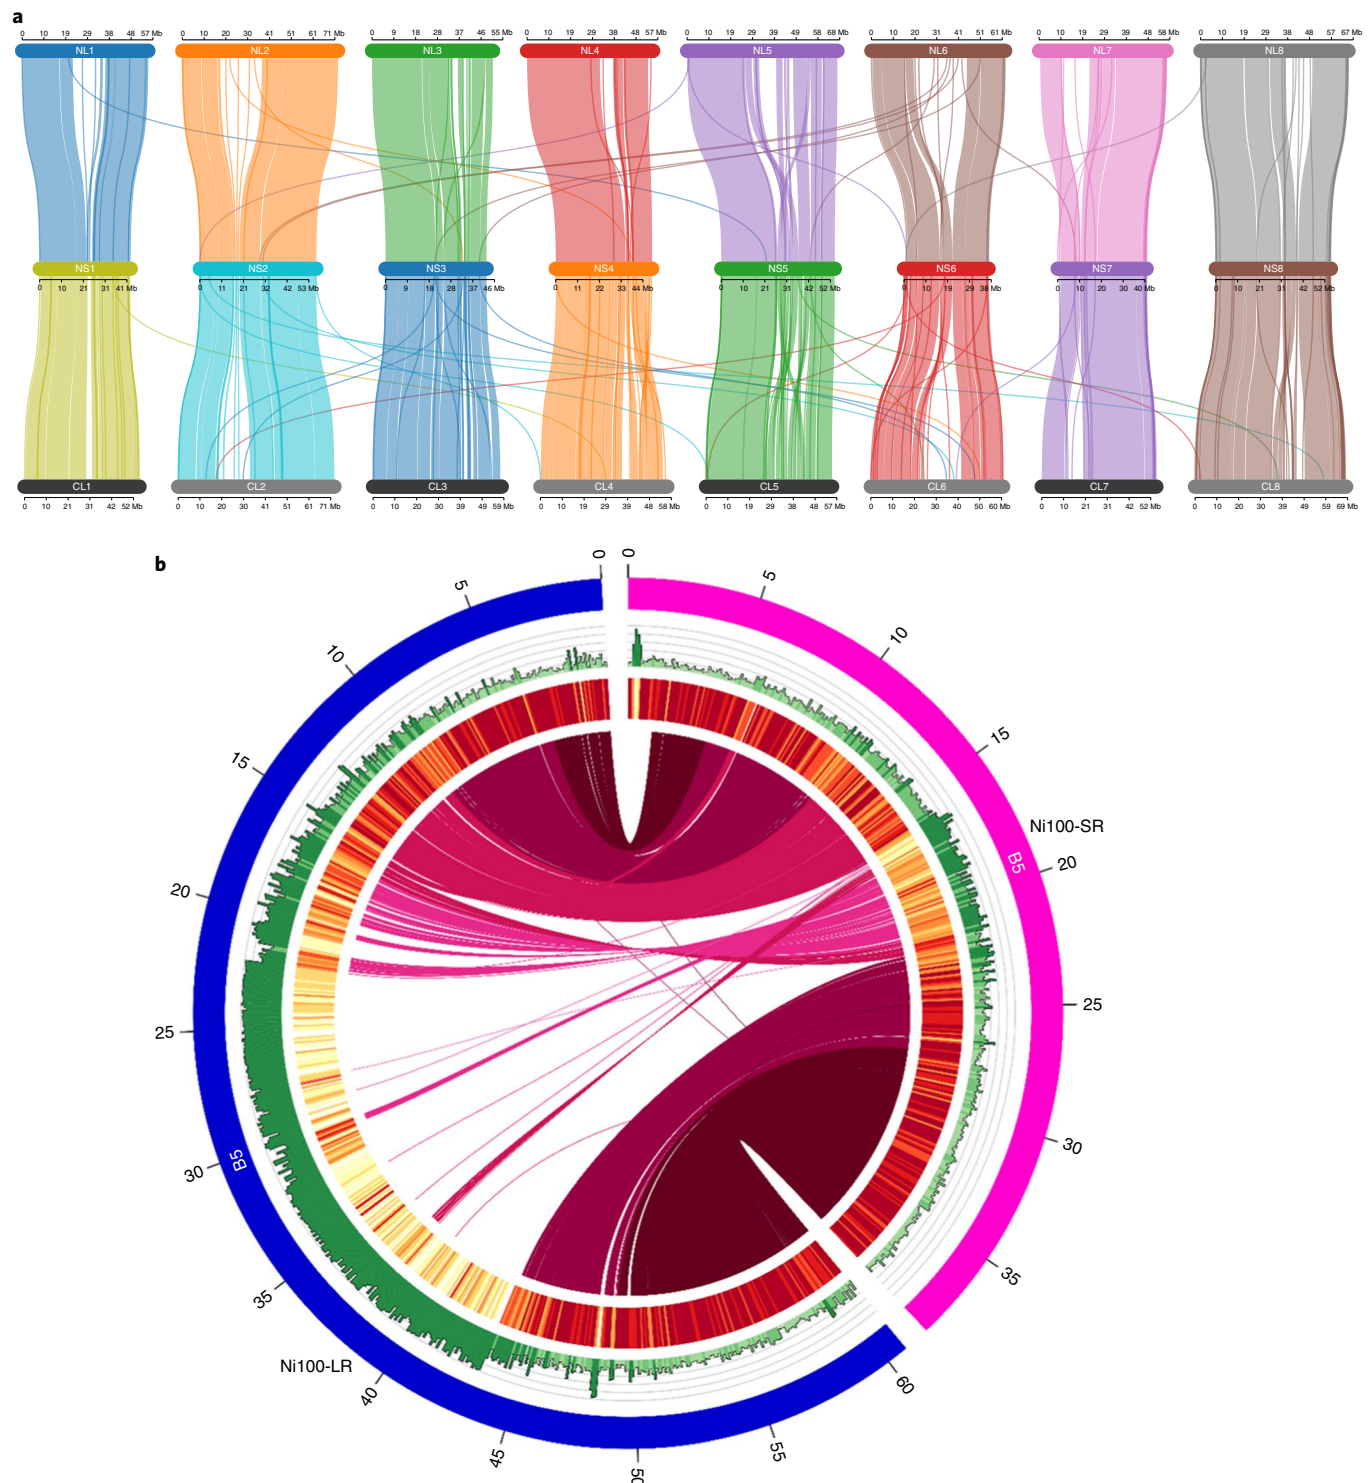 a
0 10 19 29 38 48 57 Mb
0 10 20 31 41 51 61 71 Mb
0 9 18 28 37 46 55 Mb
0 10 19 29 38 48 57 Mb
0 10 19 29 39 49 58 68 Mb
0 10 20 31 41 51 61 Mb
0 10 19 29 39 48 58 Mb
0 10 19 29 38 48 57 67 Mb
NL1 NL2 NL3 NL4 NL5 NL6 NL7 NL8
NS1 NS2 NS3 NS4 NS5 NS6 NS7 NS8
0 10 21 31 41 Mb
0 11 21 32 42 53 Mb
0 9 18 28 37 46 Mb
0 11 22 33 44 Mb
0 10 21 31 42 52 Mb
0 10 19 29 38 Mb
0 10 20 30 40 Mb
0 10 21 31 42 52 Mb
CL1 CL2 CL3 CL4 CL5 CL6 CL7 CL8
0 10 21 31 42 52 Mb
0 10 20 31 41 51 61 71 Mb
0 10 20 30 39 49 59 Mb
0 10 19 29 39 48 58 Mb
0 10 19 29 38 48 57 Mb
0 10 20 30 40 50 60 Mb
0 10 21 31 42 52 Mb
0 10 20 30 39 49 59 69 Mb
b
0 5 10 15 20 25 30 35
Ni100-SR
B5
0 5 10 15 20 25 30 35 40 45 50 55 60
B5
Ni100-LR